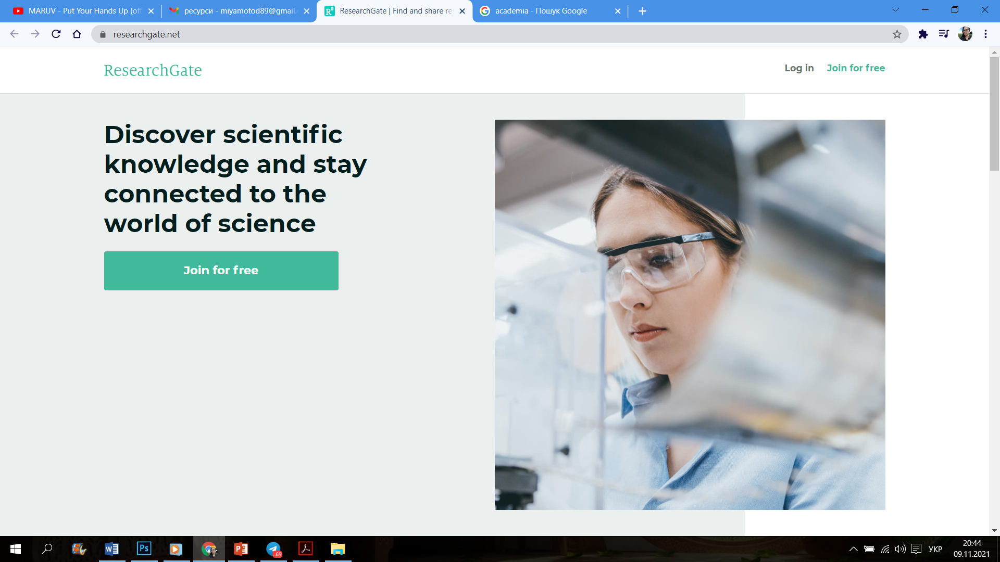 MARUV - Put Your Hands Up (off
ресурси - miyamotod89@gmail.
ResearchGate | Find and share res
academia - Пошук Google
researchgate.net
ResearchGate
Log in
Join for free
Discover scientific
knowledge and stay
connected to the
world of science
Join for free
УКР
20:44
09.11.2021